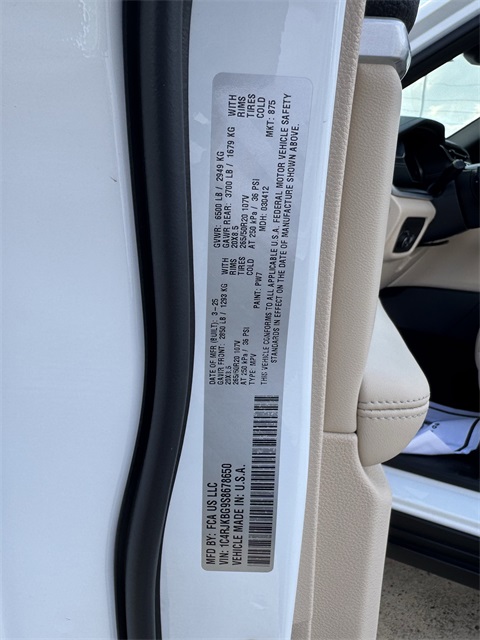 MFD BY: FCA US LLC
VIN: 1C4RJKBG9S8678650
VEHICLE MADE IN: U.S.A.
DATE OF MFR (BUILT): 3-25
GVWR: 6500 LB / 2949 KG
GAWR FRONT: 2850 LB / 1293 KG WITH
20X8.5 RIMS
265/50R20 107V TIRES
AT 250 kPa / 36 PSI COLD
GAWR REAR: 3700 LB / 1679 KG WITH
20X8.5 RIMS
265/50R20 107V TIRES
AT 250 kPa / 36 PSI COLD
TYPE: MPV PAINT: PW7 MDH: 030412 MKT: 875
THIS VEHICLE CONFORMS TO ALL APPLICABLE U.S.A. FEDERAL MOTOR VEHICLE SAFETY
STANDARDS IN EFFECT ON THE DATE OF MANUFACTURE SHOWN ABOVE.